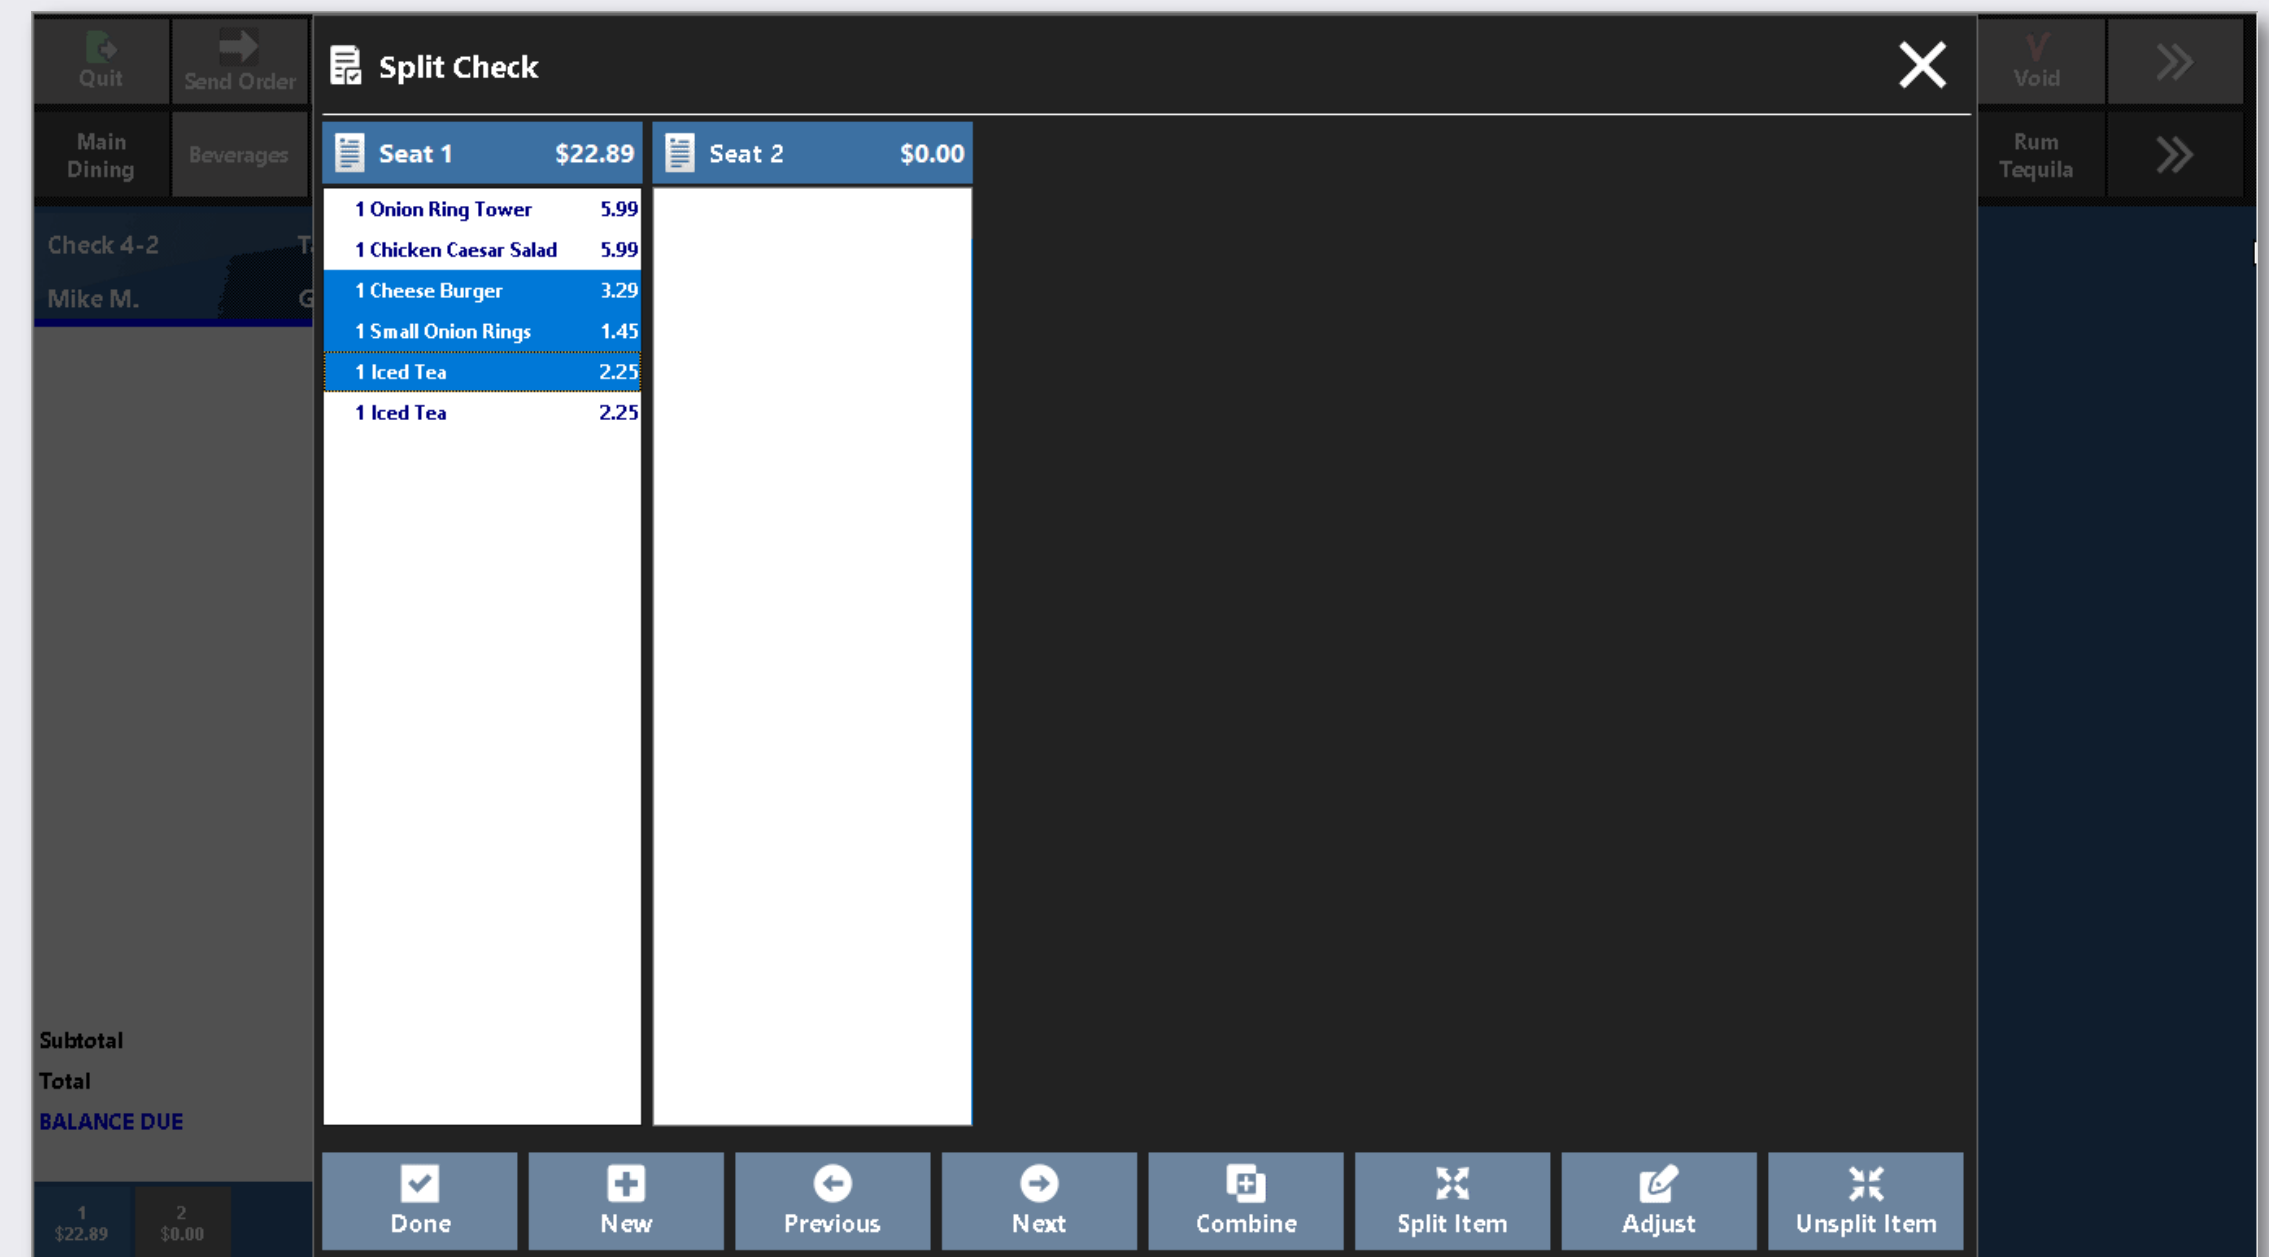 Quit
Send Order
Split Check
Void
Main
Dining
Beverages
Seat 1 $22.89
Seat 2 $0.00
Rum
Tequila
1 Onion Ring Tower 5.99
1 Chicken Caesar Salad 5.99
1 Cheese Burger 3.29
1 Small Onion Rings 1.45
1 Iced Tea 2.25
1 Iced Tea 2.25
Check 4-2
Mike M.
Subtotal
Total
BALANCE DUE
1
$22.89
2
$0.00
Done
New
Previous
Next
Combine
Split Item
Adjust
Unsplit Item